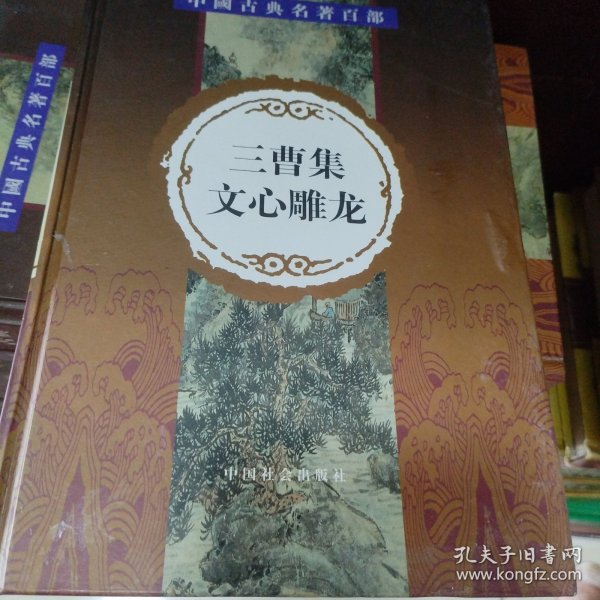 中國古典名著百部
中國古典名著百部
三曹集
文心雕龙
中国社会出版社
孔夫子旧书网
www.kongfz.com